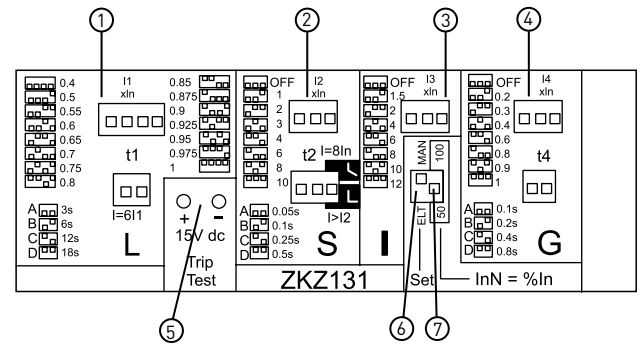 1
2
3
4
I1
xIn
0.4
0.5
0.55
0.6
0.65
0.7
0.75
0.8
0.85
0.875
0.9
0.925
0.95
0.975
1
t1
I=6I1
A 3s
B 6s
C 12s
D 18s
L
+ −
15V dc
Trip
Test
I2
xIn
OFF
1
2
3
4
6
8
10
t2
I=8In
I>I2
A 0.05s
B 0.1s
C 0.25s
D 0.5s
S
ZKZ131
I3
xIn
OFF
1.5
2
4
6
8
10
12
I
MAN
100
ELT
50
Set
InN = %In
I4
xIn
OFF
0.2
0.3
0.4
0.6
0.8
0.9
1
t4
A 0.1s
B 0.2s
C 0.4s
D 0.8s
G
5
6
7